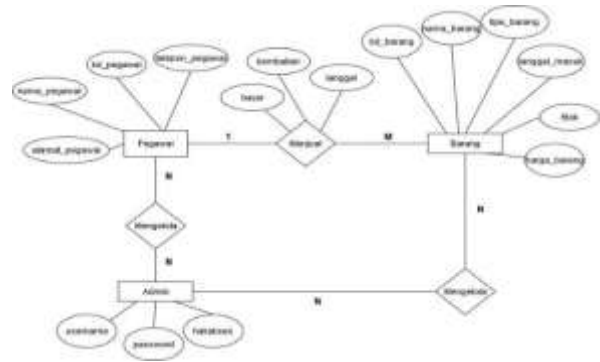 nama_barang
tipe_barang
kd_barang
kembalian
telepon_pegawai
kd_pegawai
tanggal
tanggal_masuk
nama_pegawai
bayar
Pegawai
1
Menjual
M
Barang
Stok
alamat_pegawai
harga_barang
N
N
Mengelola
N
Admin
N
Mengelola
username
password
hakakses